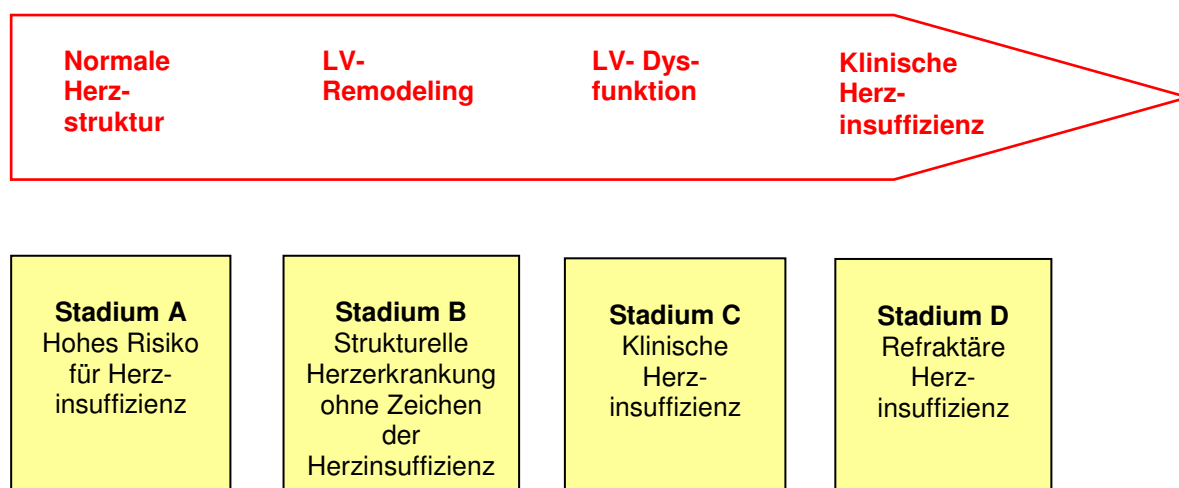 Normale
Herz-
struktur
LV-
Remodeling
LV- Dys-
funktion
Klinische
Herz-
insuffizienz
Stadium A
Hohes Risiko
für Herz-
insuffizienz
Stadium B
Strukturelle
Herzerkrankung
ohne Zeichen
der
Herzinsuffizienz
Stadium C
Klinische
Herz-
insuffizienz
Stadium D
Refraktäre
Herz-
insuffizienz